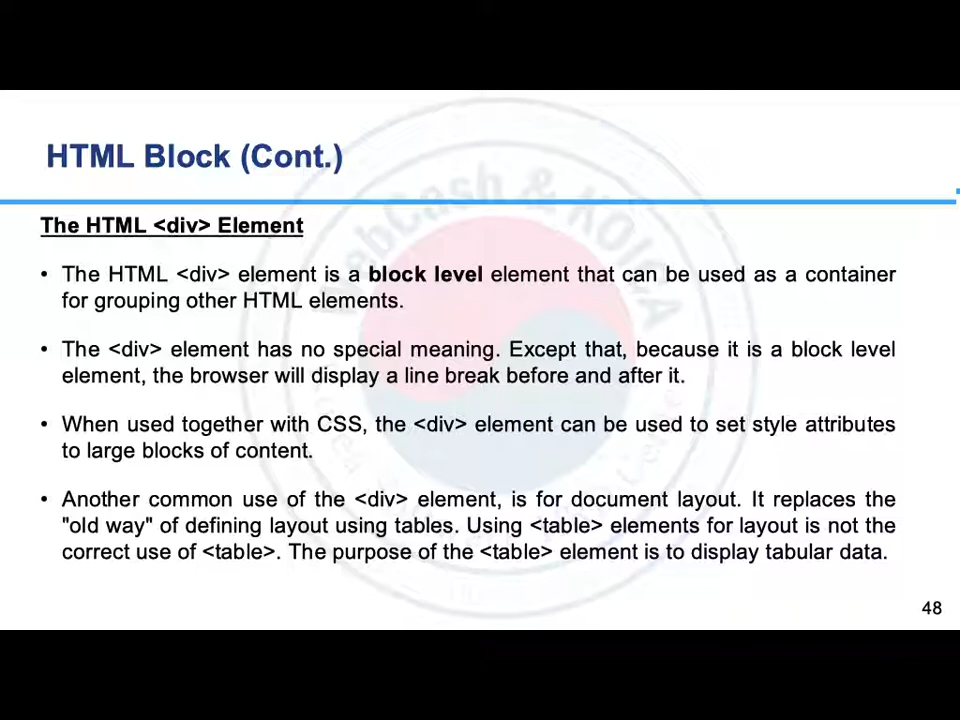 HTML Block (Cont.)
The HTML <div> Element
• The HTML <div> element is a block level element that can be used as a container
for grouping other HTML elements.
• The <div> element has no special meaning. Except that, because it is a block level
element, the browser will display a line break before and after it.
• When used together with CSS, the <div> element can be used to set style attributes
to large blocks of content.
• Another common use of the <div> element, is for document layout. It replaces the
"old way" of defining layout using tables. Using <table> elements for layout is not the
correct use of <table>. The purpose of the <table> element is to display tabular data.
48
WebCash & KOICA